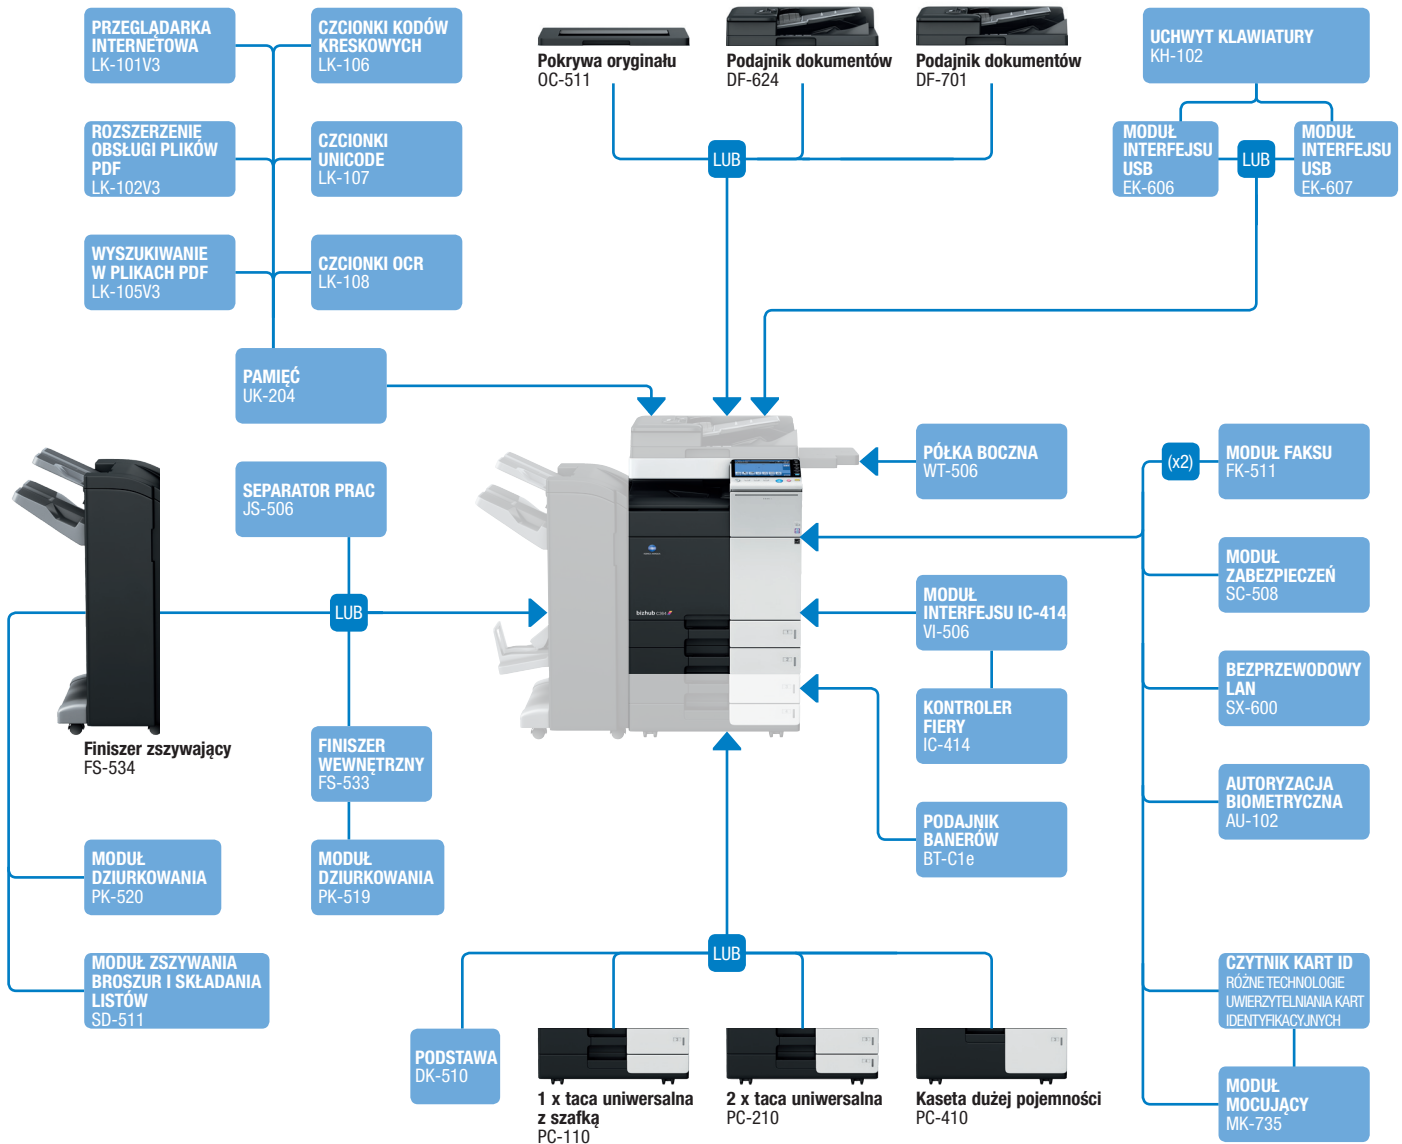 PRZEGLĄDARKA
INTERNETOWA
LK-101V3
CZCIONKI KODÓW
KRESKOWYCH
LK-106
ROZSZERZENIE
OBSŁUGI PLIKÓW
PDF
LK-102V3
CZCIONKI
UNICODE
LK-107
WYSZUKIWANIE
W PLIKACH PDF
LK-105V3
CZCIONKI OCR
LK-108
PAMIĘĆ
UK-204
Pokrywa oryginału
OC-511
Podajnik dokumentów
DF-624
Podajnik dokumentów
DF-701
LUB
UCHWYT KLAWIATURY
KH-102
MODUŁ
INTERFEJSU
USB
EK-606
LUB
MODUŁ
INTERFEJSU
USB
EK-607
SEPARATOR PRAC
JS-506
LUB
Finiszer zszywający
FS-534
FINISZER
WEWNĘTRZNY
FS-533
MODUŁ
DZIURKOWANIA
PK-520
MODUŁ
DZIURKOWANIA
PK-519
MODUŁ ZSZYWANIA
BROSZUR I SKŁADANIA
LISTÓW
SD-511
bizhub
PÓŁKA BOCZNA
WT-506
MODUŁ
INTERFEJSU IC-414
VI-506
KONTROLER
FIERY
IC-414
PODAJNIK
BANERÓW
BT-C1e
(x2)
MODUŁ FAKSU
FK-511
MODUŁ
ZABEZPIECZEŃ
SC-508
BEZPRZEWODOWY
LAN
SX-600
AUTORYZACJA
BIOMETRYCZNA
AU-102
CZYTNIK KART ID
RÓŻNE TECHNOLOGIE
UWIERZYTELNIANIA KART
IDENTYFIKACYJNYCH
MODUŁ
MOCUJĄCY
MK-735
LUB
PODSTAWA
DK-510
1 x taca uniwersalna
z szafką
PC-110
2 x taca uniwersalna
PC-210
Kaseta dużej pojemności
PC-410